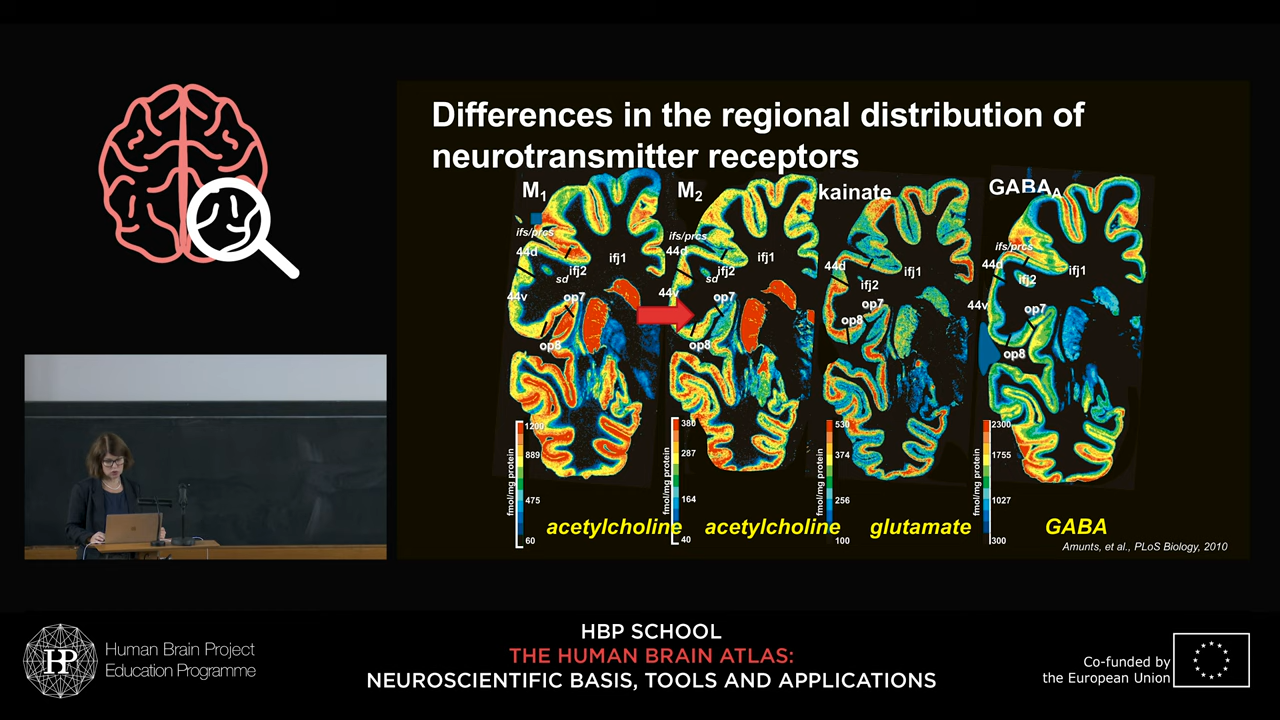 Differences in the regional distribution of
neurotransmitter receptors
M1
M2
kainate
GABAA
ifs/prcs
44d
ifj1
ifj2
sd
44v
op7
op8
ifs/prcs
44d
ifj1
ifj2
sd
44v
op7
op8
44d
ifj1
ifj2
op7
op8
ifs/prcs
44d
ifj1
ifj2
44v
op7
op8
fmol/mg protein
1200
889
475
60
fmol/mg protein
380
287
164
40
fmol/mg protein
530
374
256
100
fmol/mg protein
2300
1755
1027
300
acetylcholine
acetylcholine
glutamate
GABA
Amunts, et al., PLoS Biology, 2010
HBP
Human Brain Project
Education Programme
HBP SCHOOL
THE HUMAN BRAIN ATLAS:
NEUROSCIENTIFIC BASIS, TOOLS AND APPLICATIONS
Co-funded by
the European Union